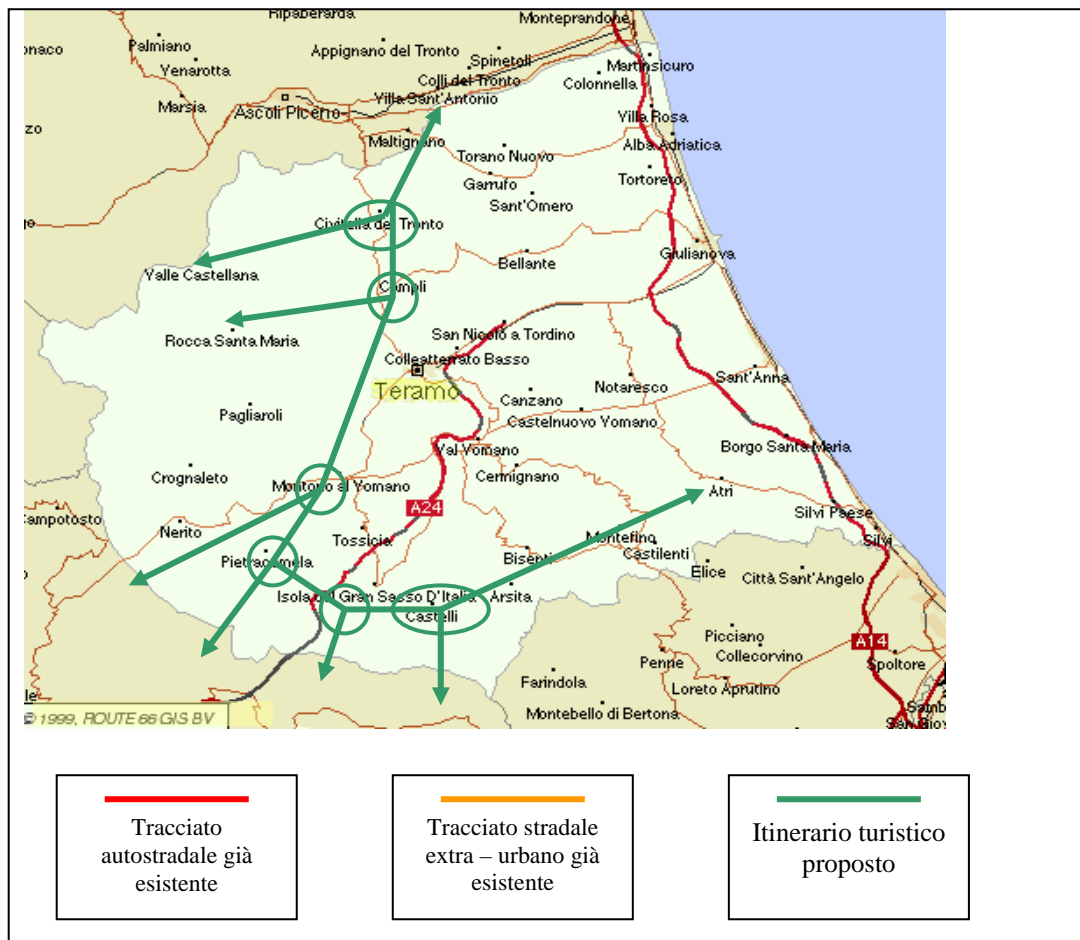 Ripaberarda
Monteprandone
Palmiano
Appignano del Tronto
Spinetoli
Martinsicuro
Venarotta
Colli del Tronto
Colonnella
Villa Sant'Antonio
Marsia
Ascoli Piceno
Villa Rosa
Maltignano
Alba Adriatica
Torano Nuovo
Tortoreto
Garrufo
Sant'Omero
Civitella del Tronto
Giulianova
Bellante
Valle Castellana
Campli
San Nicolò a Tordino
Rocca Santa Maria
Colleatterrato Basso
Sant'Anna
Teramo
Notaresco
Canzano
Pagliaroli
Castelnuovo Vomano
Borgo Santa Maria
Val Vomano
Crognaleto
Cermignano
Montorio al Vomano
Atri
A24
Silvi Paese
Campotosto
Nerito
Tossicia
Montefino
Silvi
Castilenti
Bisenti
Pietracamela
Elice
Città Sant'Angelo
Isola del Gran Sasso D'Italia
Arsita
Castelli
Picciano
A14
Collecorvino
Penne
Spoltore
Farindola
Loreto Aprutino
Montebello di Bertona
© 1999, ROUTE 66 GIS BV
Tracciato
autostradale già
esistente
Tracciato stradale
extra – urbano già
esistente
Itinerario turistico
proposto